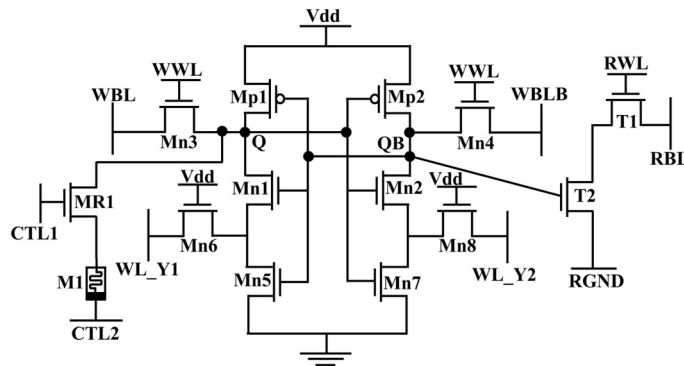 Vdd
WWL
WWL
RWL
WBL
Mp1
Mp2
WBLB
Mn3
Q
QB
Mn4
T1
RBL
Mn1
Mn2
T2
Vdd
Vdd
MR1
CTL1
Mn6
Mn8
WL_Y1
Mn5
Mn7
WL_Y2
M1
RGND
CTL2